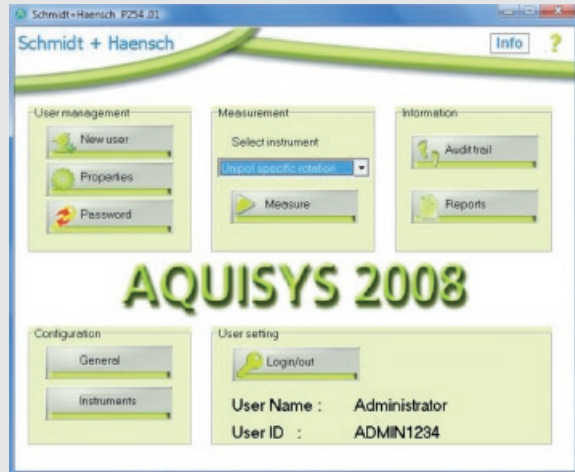 Schmidt+Haensch P254.01
Schmidt + Haensch
Info ?
User management
New user
Properties
Password
Measurement
Select instrument
Unipol specific rotation
Measure
Information
Audit trail
Reports
AQUISYS 2008
Configuration
General
Instruments
User setting
Login/out
User Name : Administrator
User ID : ADMIN1234